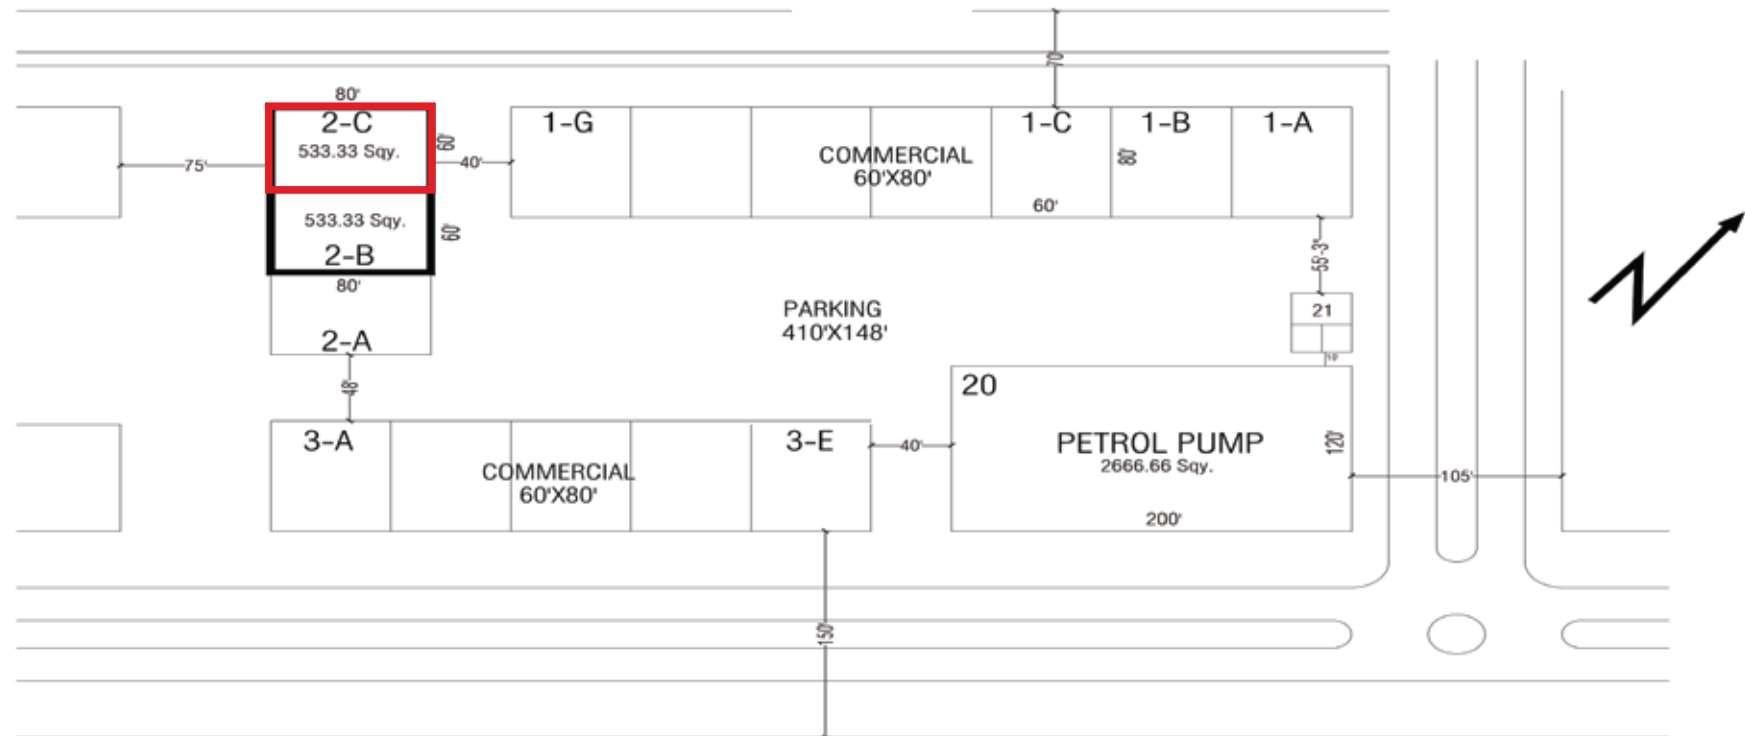 70'
80'
2-C
533.33 Sqy.
60'
75'
40'
533.33 Sqy.
2-B
60'
80'
2-A
48'
1-G
COMMERCIAL
60'X80'
1-C
60'
1-B
80'
1-A
55'-3"
PARKING
410'X148'
21
10'
20
PETROL PUMP
2666.66 Sqy.
120'
200'
105'
3-A
COMMERCIAL
60'X80'
3-E
40'
150'